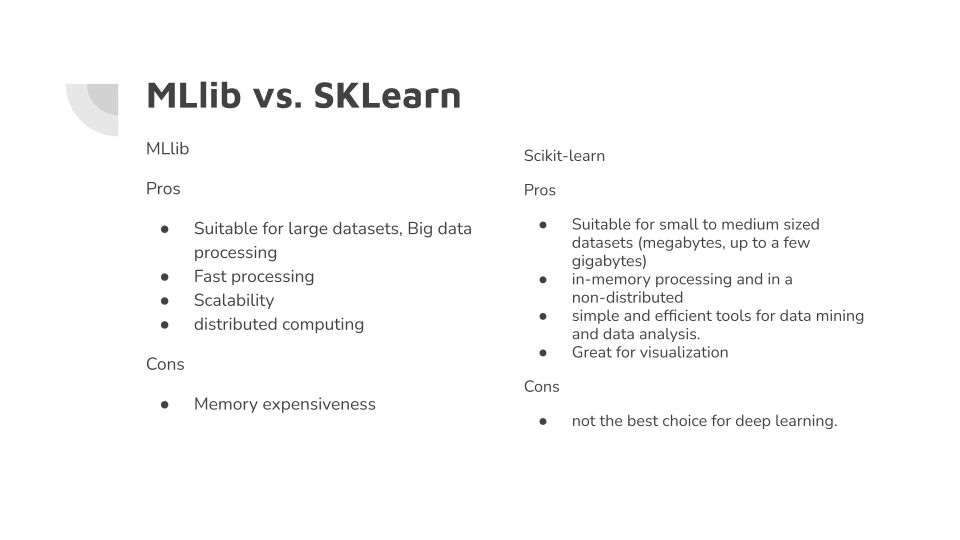 MLlib vs. SKLearn
MLlib
Pros
● Suitable for large datasets, Big data
processing
● Fast processing
● Scalability
● distributed computing
Cons
● Memory expensiveness
Scikit-learn
Pros
● Suitable for small to medium sized
datasets (megabytes, up to a few
gigabytes)
● in-memory processing and in a
non-distributed
● simple and efficient tools for data mining
and data analysis.
● Great for visualization
Cons
● not the best choice for deep learning.